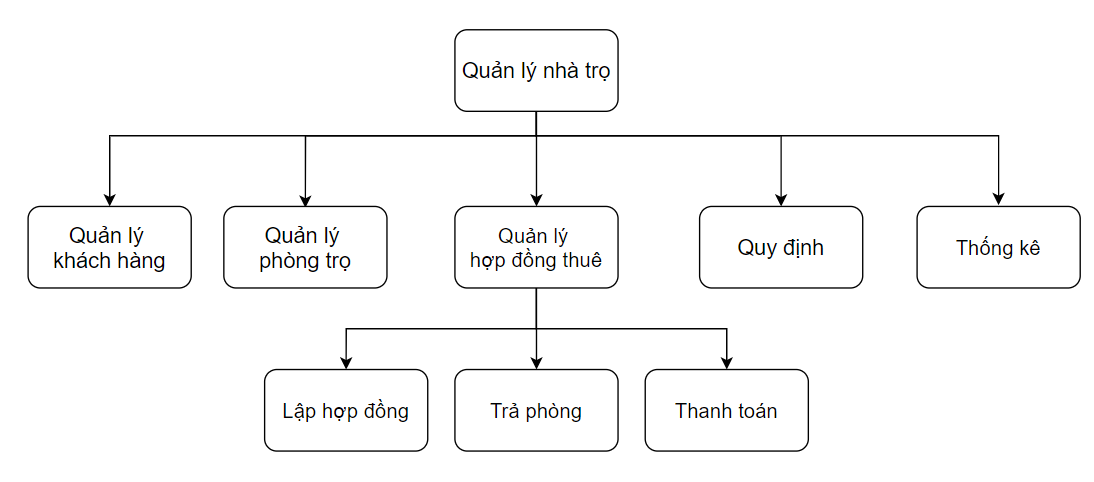 Quản lý nhà trọ
Quản lý
khách hàng
Quản lý
phòng trọ
Quản lý
hợp đồng thuê
Quy định
Thống kê
Lập hợp đồng
Trả phòng
Thanh toán